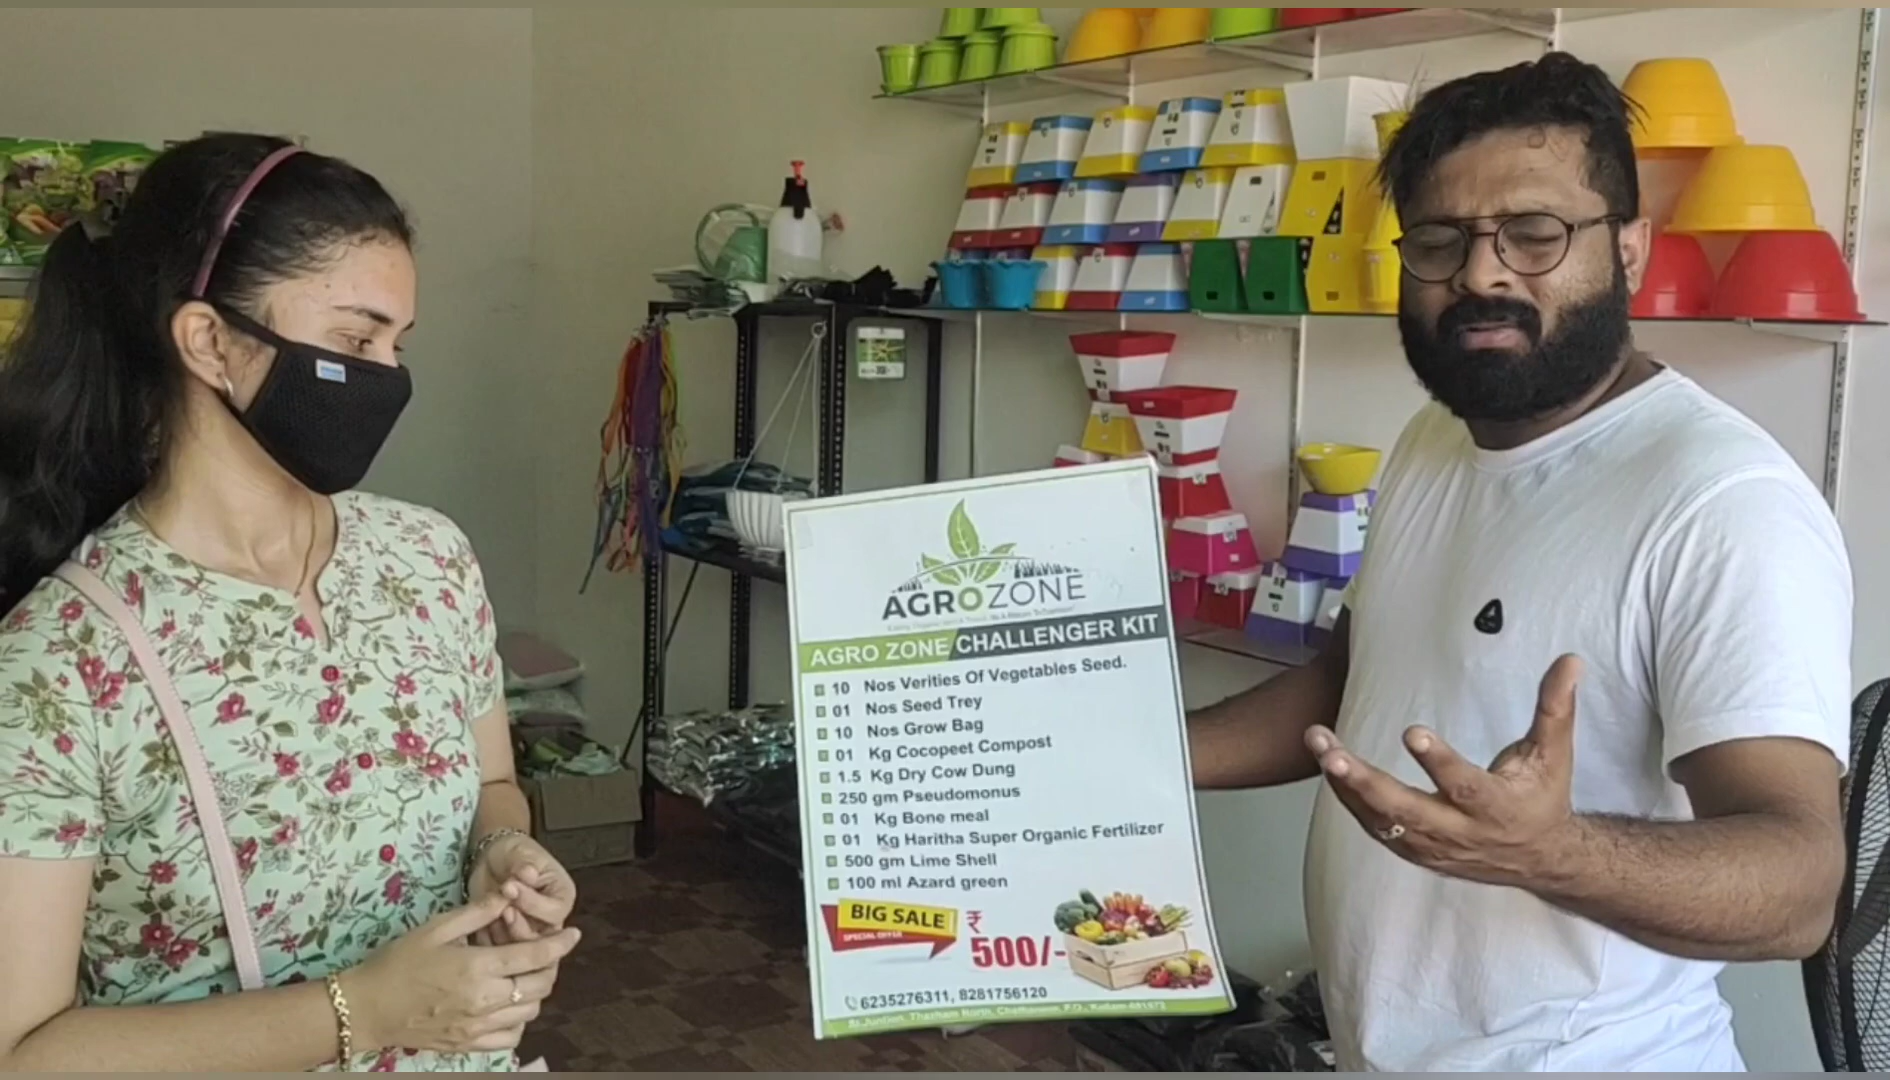 AGROZONE
AGRO ZONE CHALLENGER KIT
10 Nos Verities Of Vegetables Seed.
01 Nos Seed Trey
10 Nos Grow Bag
01 Kg Cocopeet Compost
1.5 Kg Dry Cow Dung
250 gm Pseudomonus
01 Kg Bone meal
01 Kg Haritha Super Organic Fertilizer
500 gm Lime Shell
100 ml Azard green
BIG SALE
SPECIAL OFFER
₹
500/-
6235276311, 8281756120